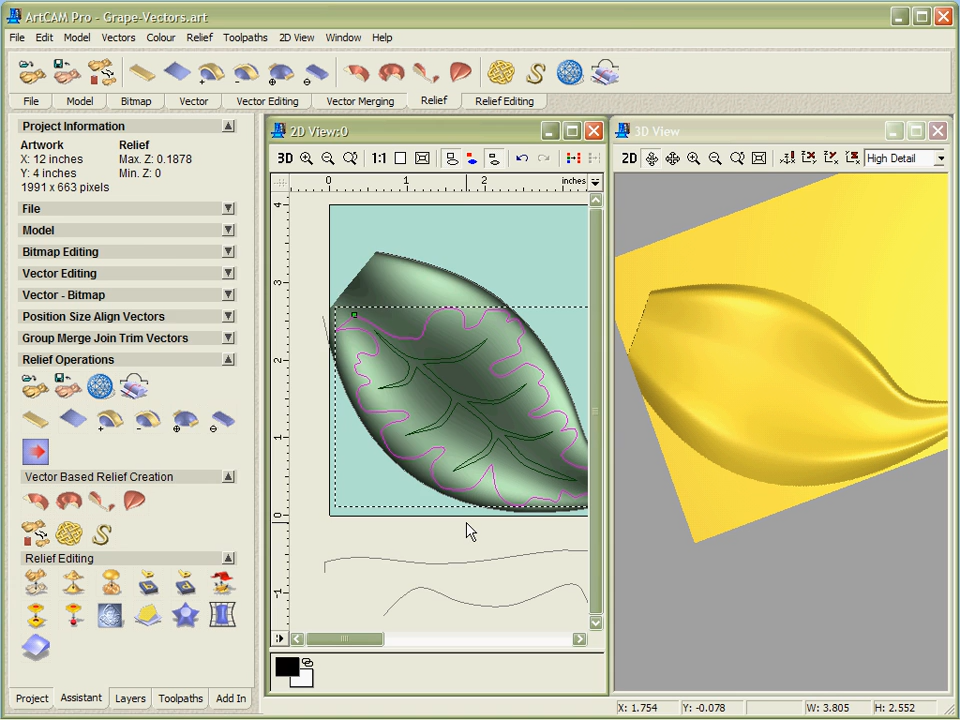 ArtCAM Pro - Grape-Vectors.art
File Edit Model Vectors Colour Relief Toolpaths 2D View Window Help
File Model Bitmap Vector Vector Editing Vector Merging Relief Relief Editing
Project Information
Artwork Relief
X: 12 inches Max. Z: 0.1878
Y: 4 inches Min. Z: 0
1991 x 663 pixels
File
Model
Bitmap Editing
Vector Editing
Vector - Bitmap
Position Size Align Vectors
Group Merge Join Trim Vectors
Relief Operations
Vector Based Relief Creation
Relief Editing
Project Assistant Layers Toolpaths Add In
2D View:0
3D 1:1
0 1 2 inches
4
3
2
1
0
-1
3D View
2D High Detail
X: 1.754 Y: -0.078 W: 3.805 H: 2.552